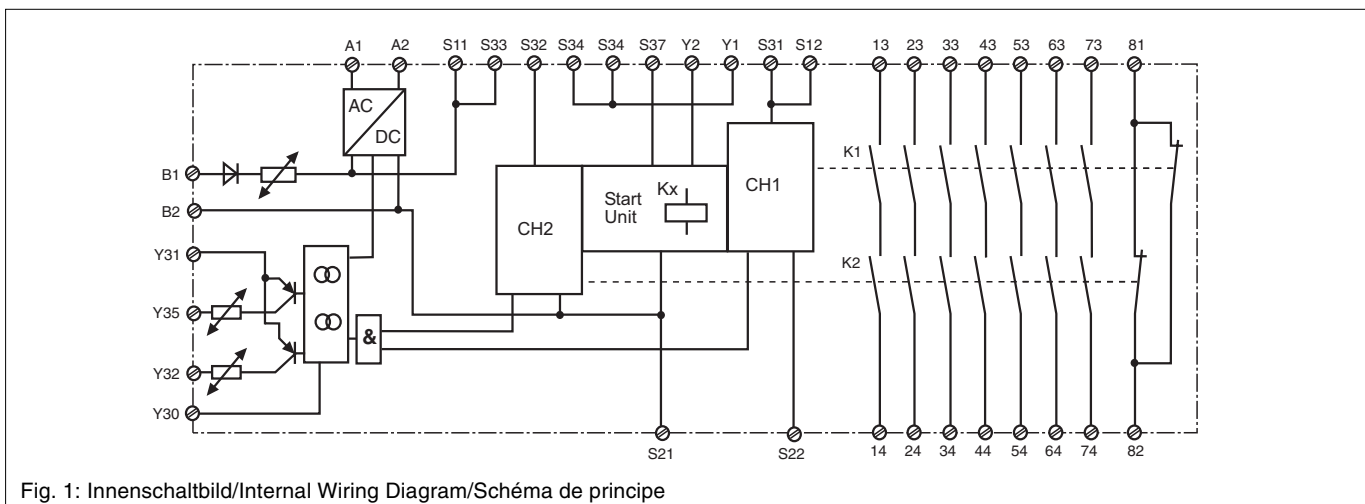 A1 A2 S11 S33 S32 S34 S34 S37 Y2 Y1 S31 S12 13 23 33 43 53 63 73 81
AC
DC
B1
B2
Y31
Y35
Y32
Y30
&
CH2
Start
Unit
Kx
CH1
K1
K2
S21 S22 14 24 34 44 54 64 74 82
Fig. 1: Innenschaltbild/Internal Wiring Diagram/Schéma de principe